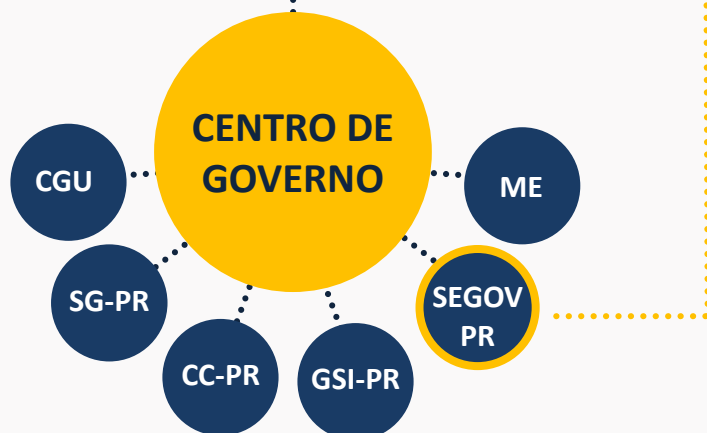 CENTRO DE
GOVERNO
CGU
ME
SG-PR
SEGOV
PR
CC-PR
GSI-PR